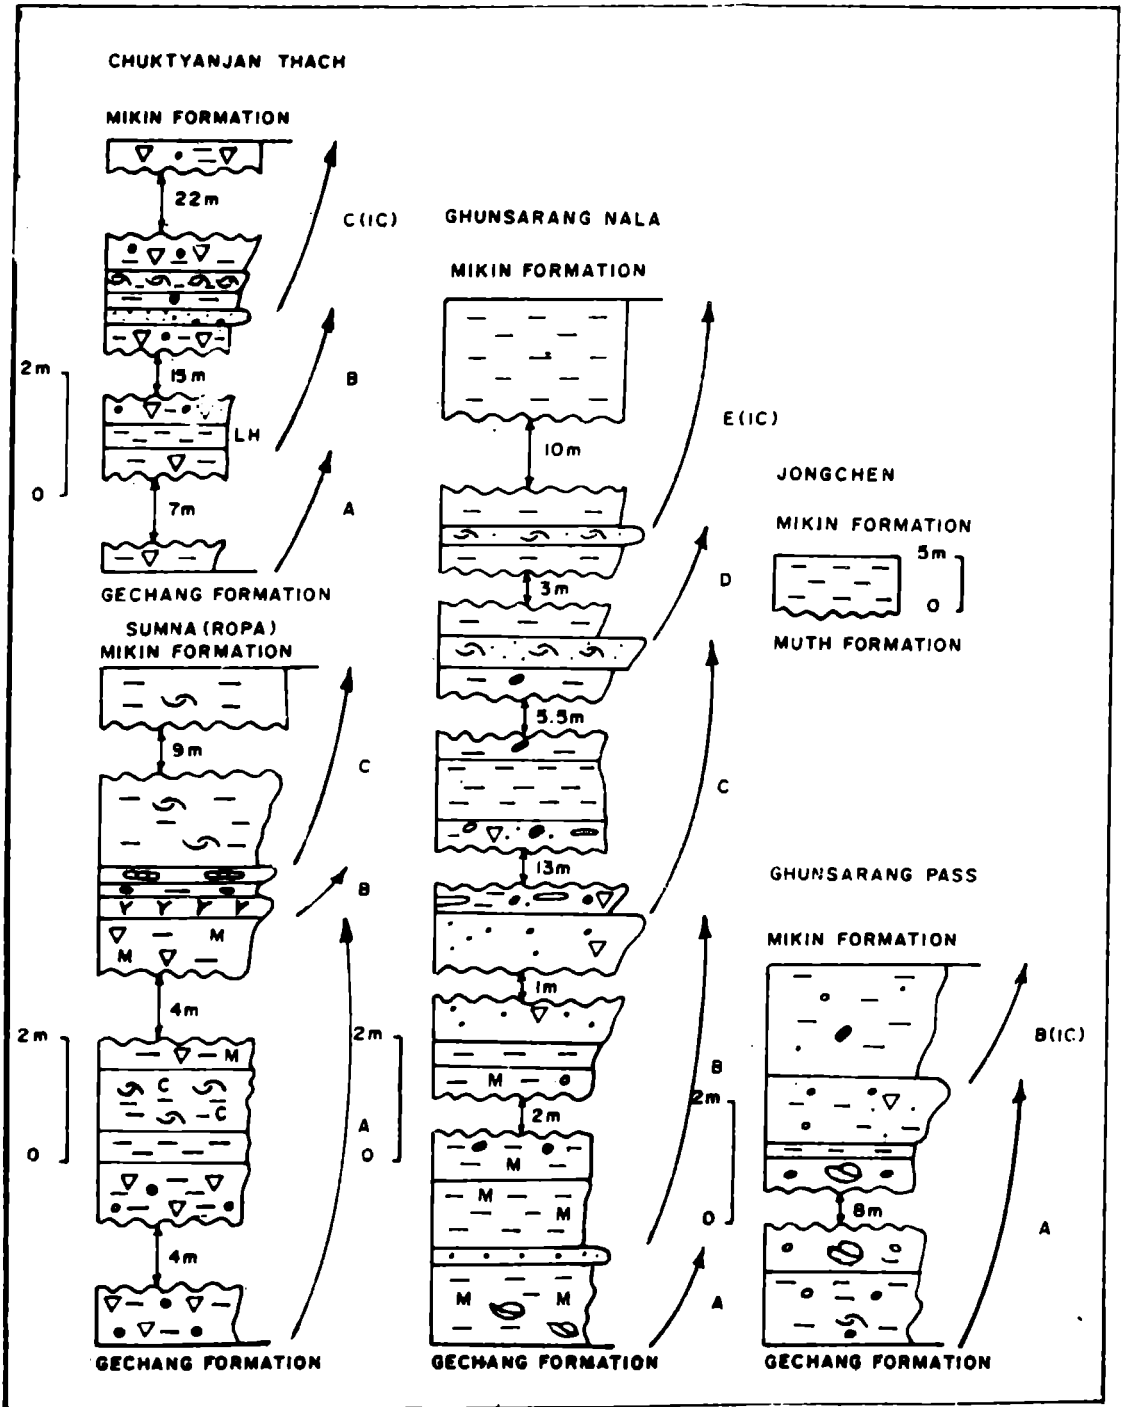 CHUKTYANJAN THACH
MIKIN FORMATION
22m
C(IC)
15m
B
2m
LH
0
7m
A
GECHANG FORMATION
SUMNA (ROPA)
MIKIN FORMATION
9m
C
B
M
M
4m
2m
M
C
C
A
0
4m
GECHANG FORMATION
GHUNSARANG NALA
MIKIN FORMATION
E(IC)
10m
D
3m
5.5m
C
13m
1m
2m
B
M
2m
0
M
M
M
M
M
A
GECHANG FORMATION
JONGCHEN
MIKIN FORMATION
5m
0
MUTH FORMATION
GHUNSARANG PASS
MIKIN FORMATION
B(IC)
2m
0
8m
A
GECHANG FORMATION